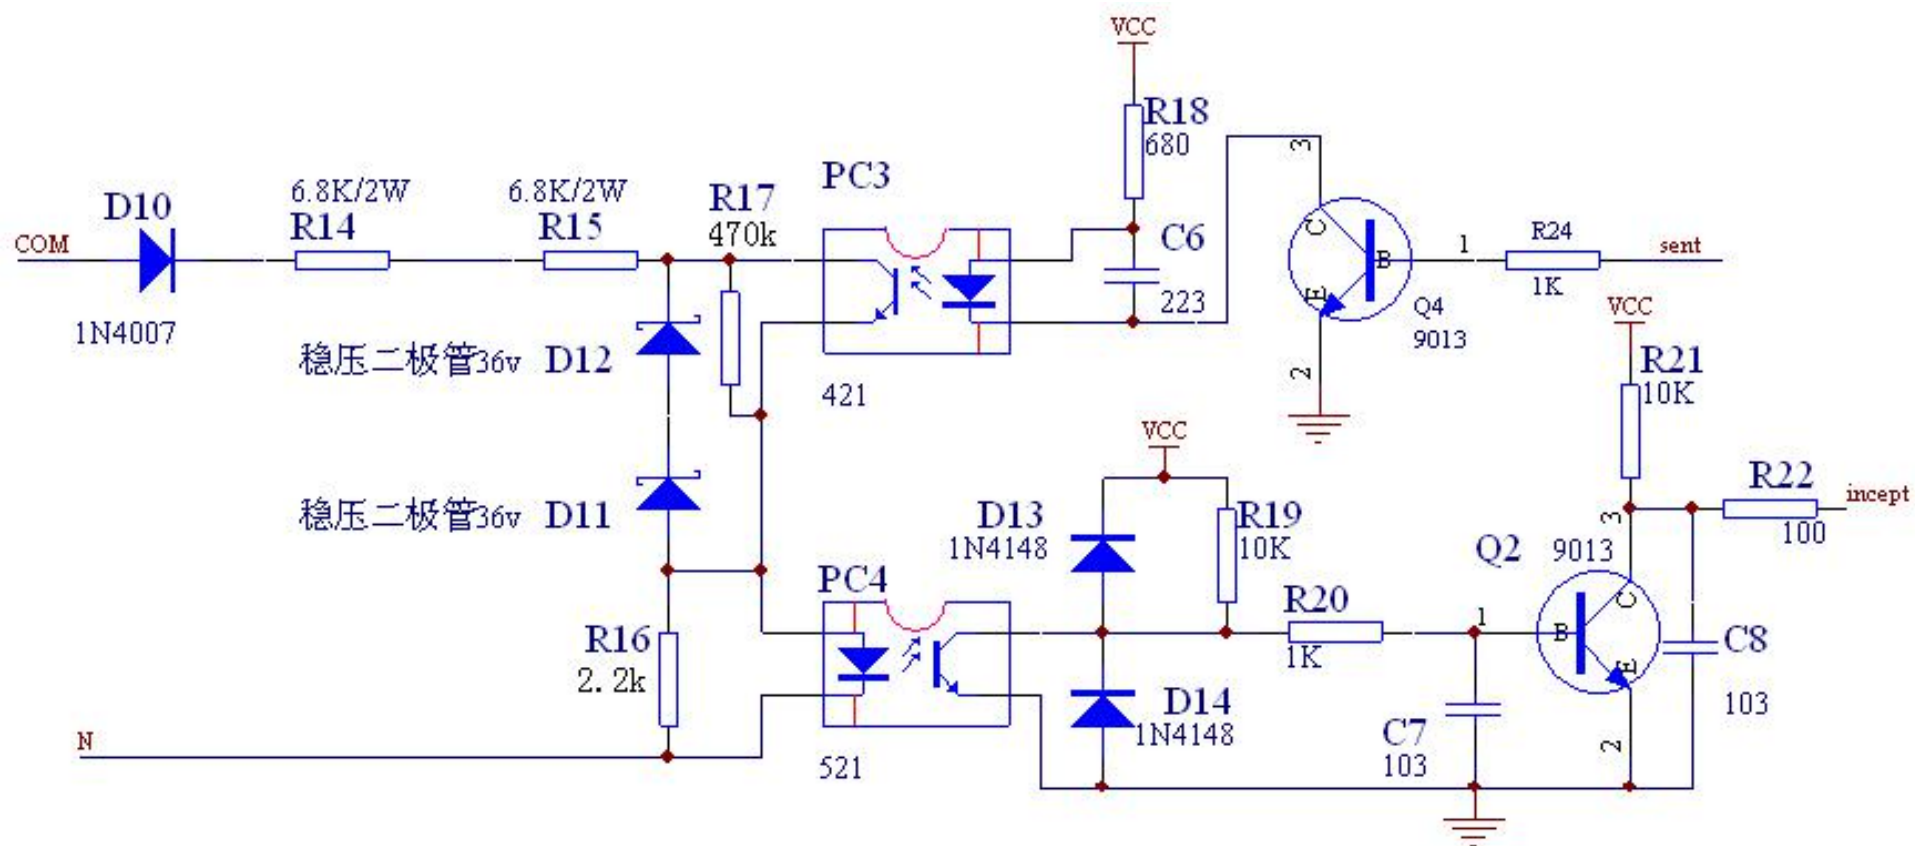 VCC
R18
680
3
PC3
6.8K/2W
6.8K/2W
R17
470k
D10
R14
R15
COM
C6
C
B
1
R24
sent
1K
E
223
Q4
9013
VCC
1N4007
稳压二极管36v
D12
421
2
R21
10K
VCC
R22
incept
100
稳压二极管36v
D11
D13
1N4148
R19
10K
3
Q2
9013
PC4
R20
1K
1
B
C
E
R16
2.2k
C8
103
D14
1N4148
C7
103
2
N
521